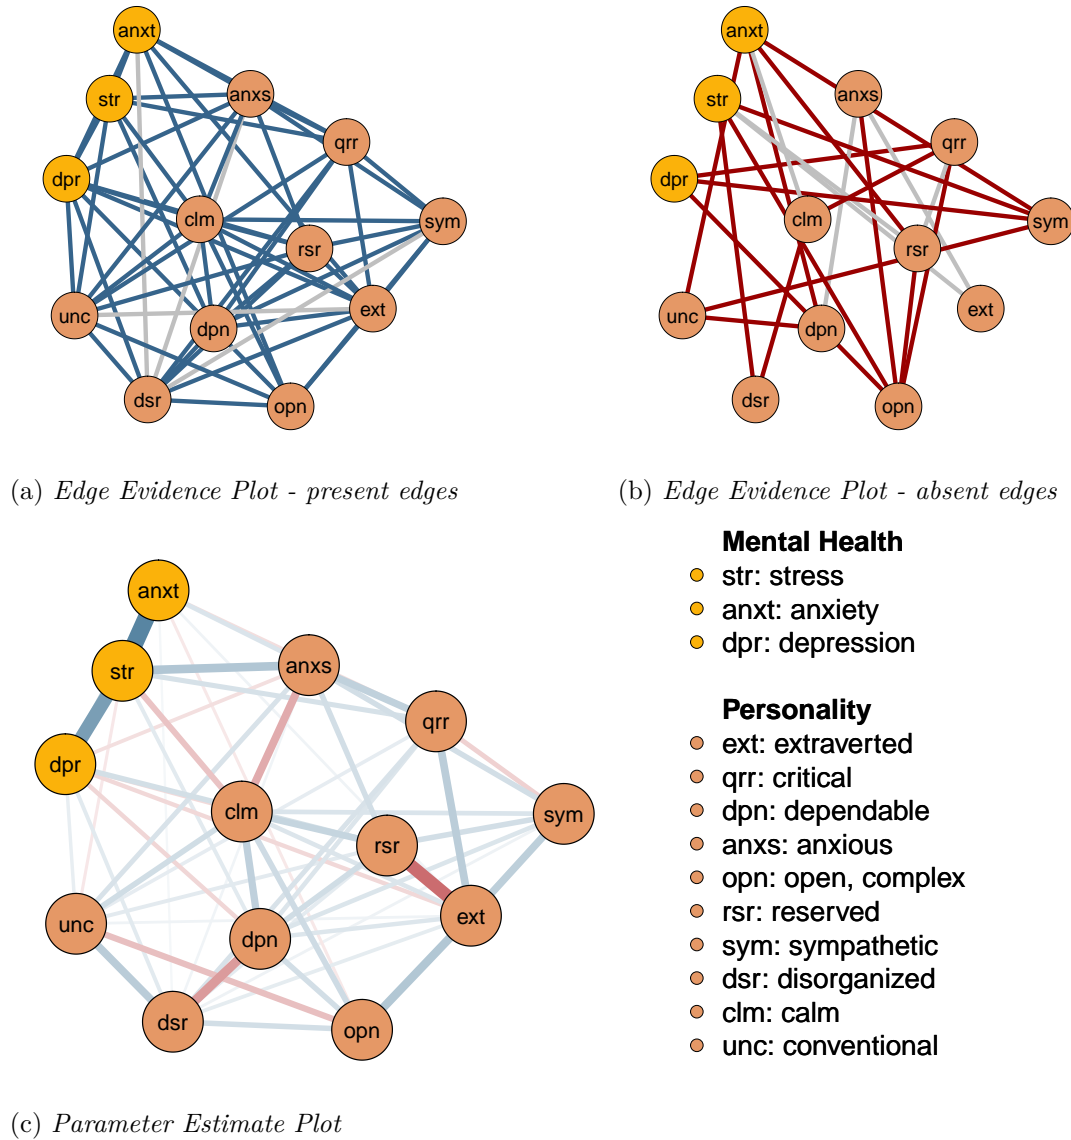 anxt
str
anxs
qrr
dpr
clm
sym
rsr
unc
dpn
ext
dsr
opn
(a) Edge Evidence Plot - present edges
anxt
str
anxs
qrr
dpr
clm
sym
rsr
unc
dpn
ext
dsr
opn
(b) Edge Evidence Plot - absent edges
anxt
str
anxs
qrr
dpr
clm
sym
rsr
unc
dpn
ext
dsr
opn
(c) Parameter Estimate Plot
Mental Health
str: stress
anxt: anxiety
dpr: depression
Personality
ext: extraverted
qrr: critical
dpn: dependable
anxs: anxious
opn: open, complex
rsr: reserved
sym: sympathetic
dsr: disorganized
clm: calm
unc: conventional